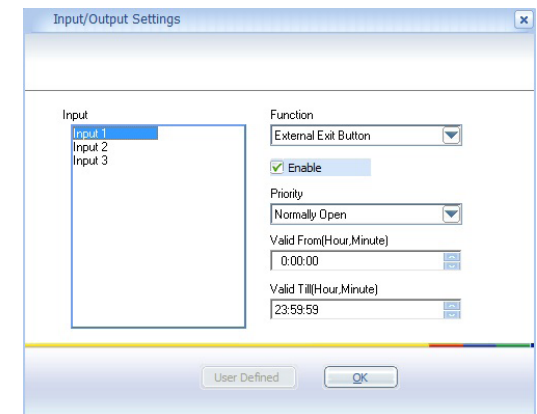 Input/Output Settings
Input
Input 1
Input 2
Input 3
Function
External Exit Button
Enable
Priority
Normally Open
Valid From(Hour,Minute)
0:00:00
Valid Till(Hour,Minute)
23:59:59
User Defined
OK